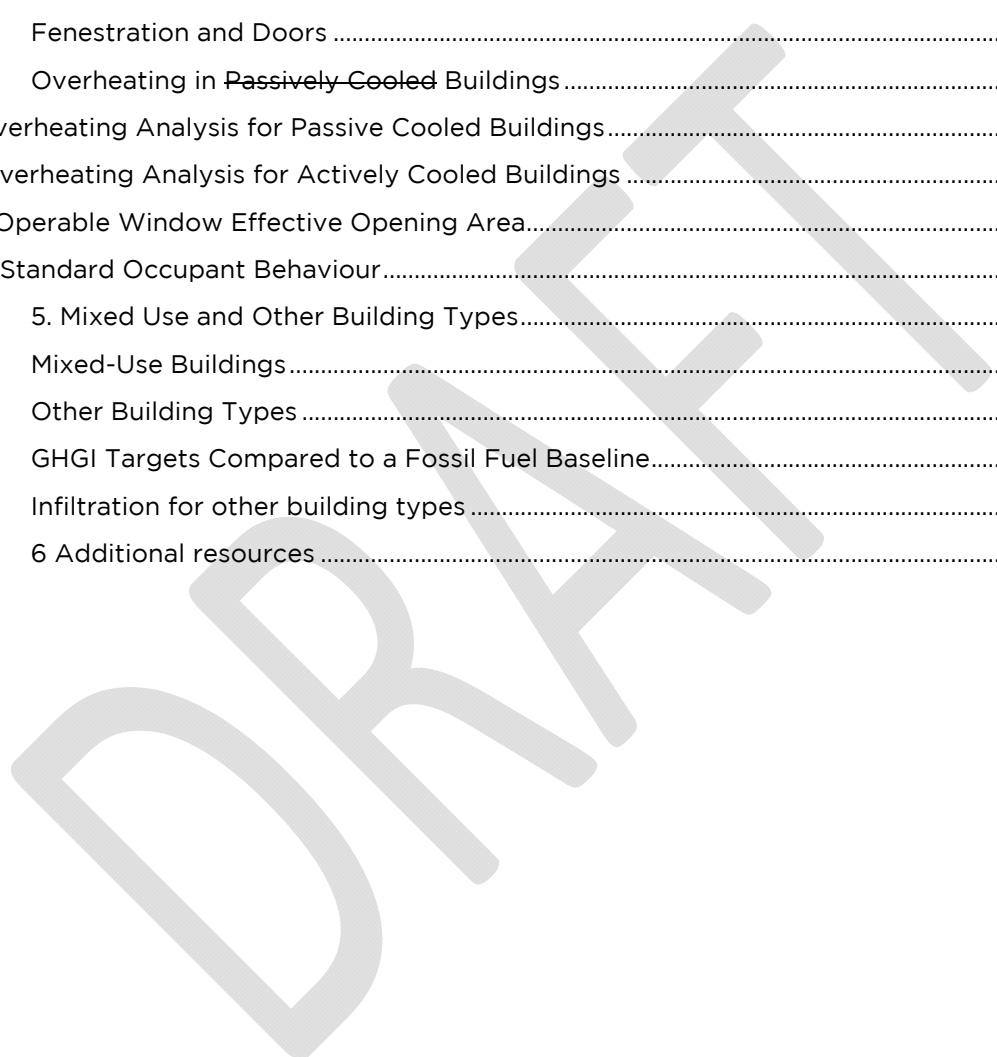 Fenestration and Doors ................................................
Overheating in Passively Cooled Buildings ................................................
verheating Analysis for Passive Cooled Buildings ................................................
verheating Analysis for Actively Cooled Buildings ................................................
Operable Window Effective Opening Area ................................................
Standard Occupant Behaviour ................................................
5. Mixed Use and Other Building Types ................................................
Mixed-Use Buildings ................................................
Other Building Types ................................................
GHGI Targets Compared to a Fossil Fuel Baseline ................................................
Infiltration for other building types ................................................
6 Additional resources ................................................
DRAFT